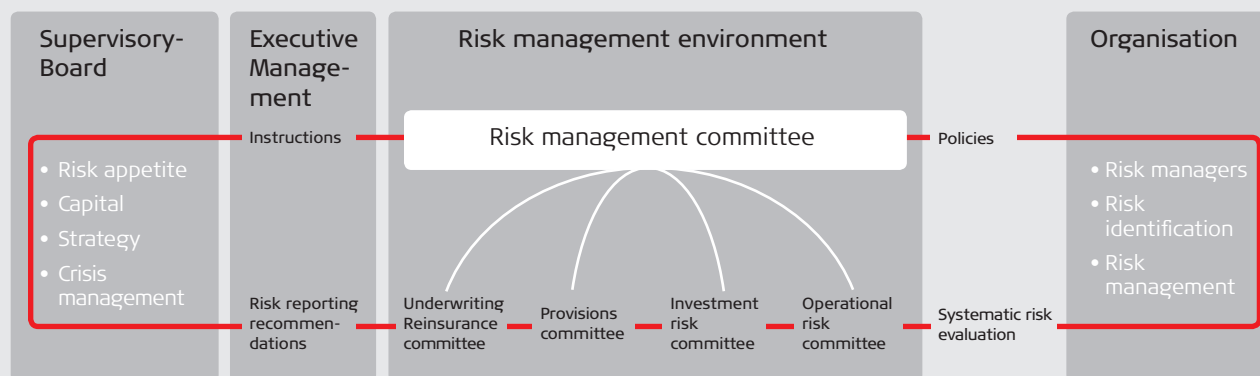 Supervisory-
Board
Executive
Manage-
ment
Risk management environment
Organisation
Instructions
Risk management committee
Policies
• Risk appetite
• Capital
• Strategy
• Crisis
management
• Risk managers
• Risk
identification
• Risk
management
Risk reporting
recommen-
dations
Underwriting
Reinsurance
committee
Provisions
committee
Investment
risk
committee
Operational
risk
committee
Systematic risk
evaluation